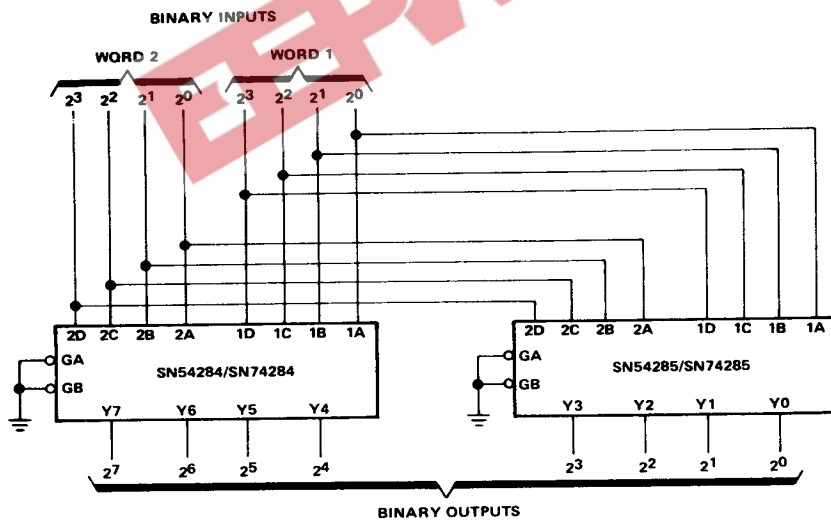 BINARY INPUTS
WORD 2 WORD 1
2³ 2² 2¹ 2⁰ 2³ 2² 2¹ 2⁰
2D 2C 2B 2A 1D 1C 1B 1A 2D 2C 2B 2A 1D 1C 1B 1A
GA SN54284/SN74284 GA SN54285/SN74285
GB GB
Y7 Y6 Y5 Y4 Y3 Y2 Y1 Y0
2⁷ 2⁶ 2⁵ 2⁴ 2³ 2² 2¹ 2⁰
BINARY OUTPUTS